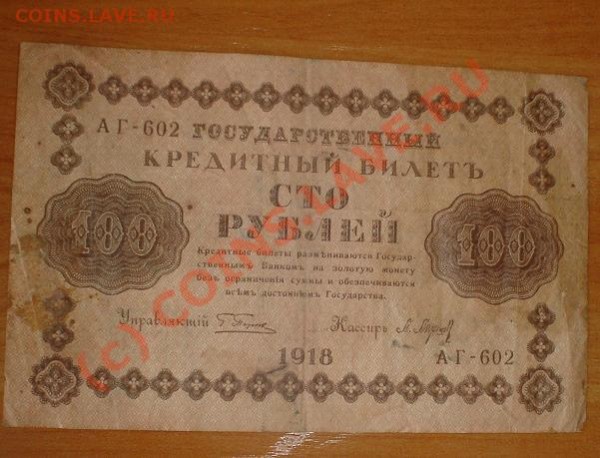 COINS.LAVE.RU
АГ-602 ГОСУДАРСТВЕННЫЙ
КРЕДИТНЫЙ БИЛЕТЪ
СТО
РУБЛЕЙ
100
100
Кредитные билеты размѣниваются Государ-
ственнымъ Банкомъ на золотую монету
безъ ограниченія суммы и обезпечиваются
всѣмъ достояніемъ Государства.
Управляющій
Кассиръ
1918
АГ-602
(c) COINS.LAVE.RU